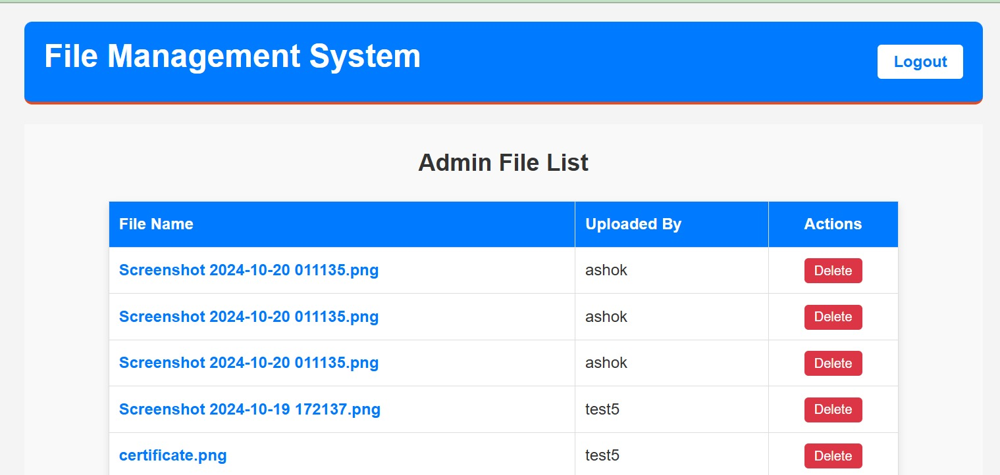 File Management System
Logout
Admin File List
File Name Uploaded By Actions
Screenshot 2024-10-20 011135.png ashok Delete
Screenshot 2024-10-20 011135.png ashok Delete
Screenshot 2024-10-20 011135.png ashok Delete
Screenshot 2024-10-19 172137.png test5 Delete
certificate.png test5 Delete